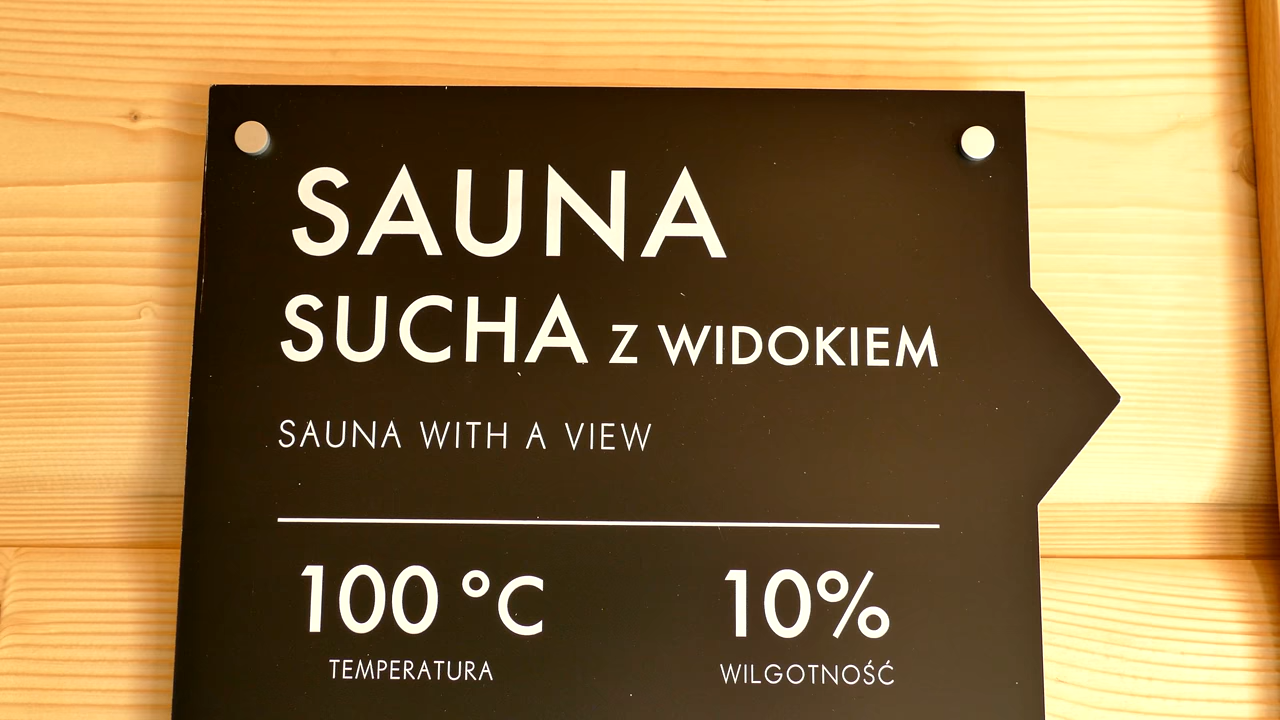 SAUNA
SUCHA Z WIDOKIEM
SAUNA WITH A VIEW
100 °C 10%
TEMPERATURA WILGOTNOŚĆ